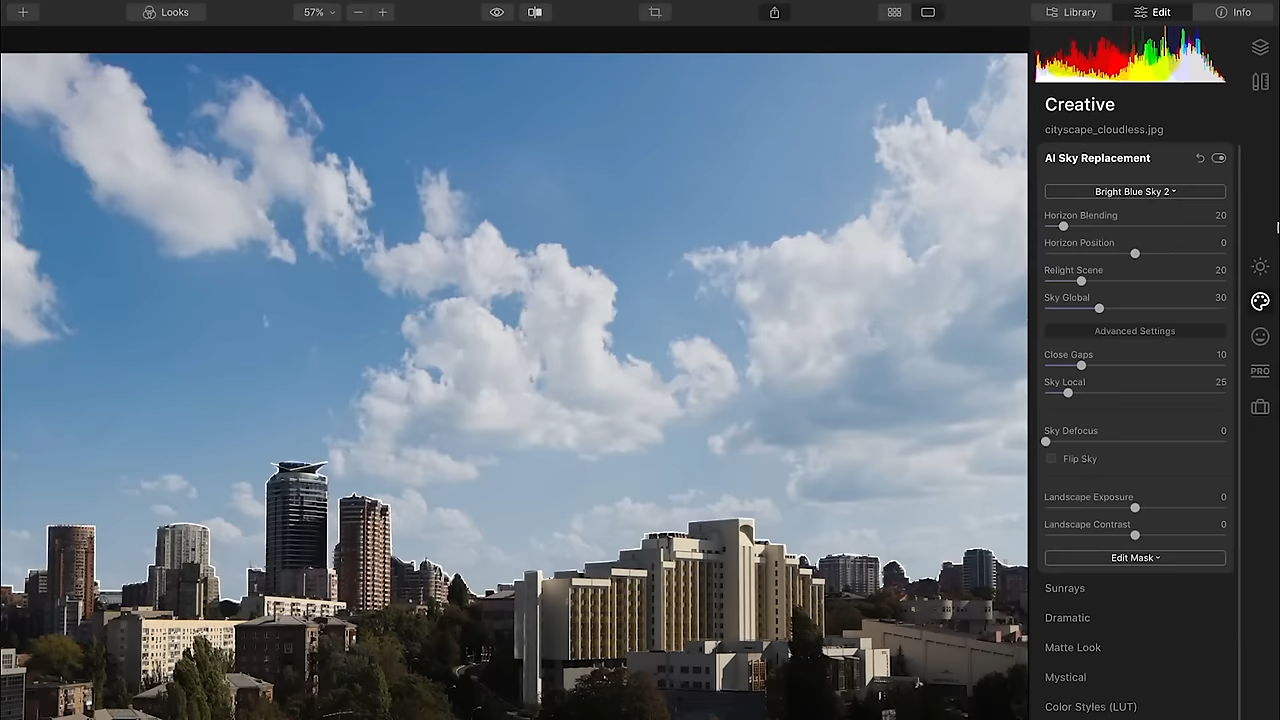 Looks
57%
Library
Edit
Info
Creative
cityscape_cloudless.jpg
AI Sky Replacement
Bright Blue Sky 2
Horizon Blending 20
Horizon Position 0
Relight Scene 20
Sky Global 30
Advanced Settings
Close Gaps 10
PRO
Sky Local 25
Sky Defocus 0
Flip Sky
Landscape Exposure 0
Landscape Contrast 0
Edit Mask
Sunrays
Dramatic
Matte Look
Mystical
Color Styles (LUT)